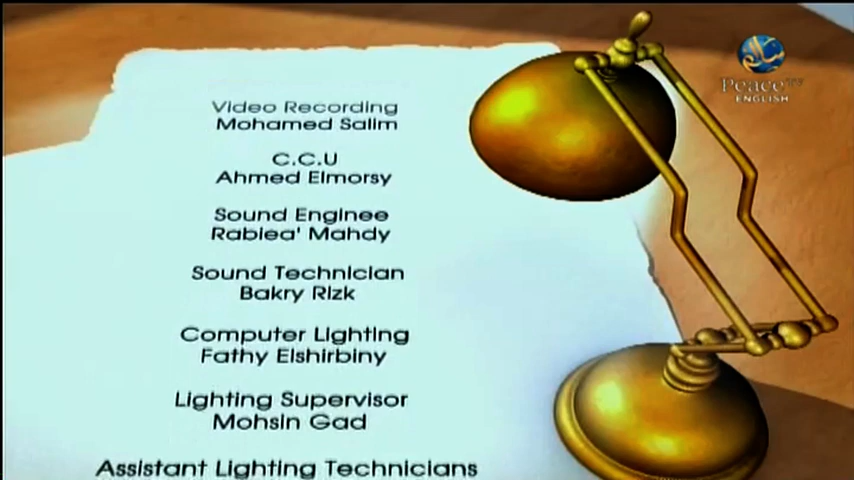 Peace TV
ENGLISH
Video Recording
Mohamed Salim
C.C.U
Ahmed Elmorsy
Sound Enginee
Rabiea' Mahdy
Sound Technician
Bakry Rizk
Computer Lighting
Fathy Elshirbiny
Lighting Supervisor
Mohsin Gad
Assistant Lighting Technicians